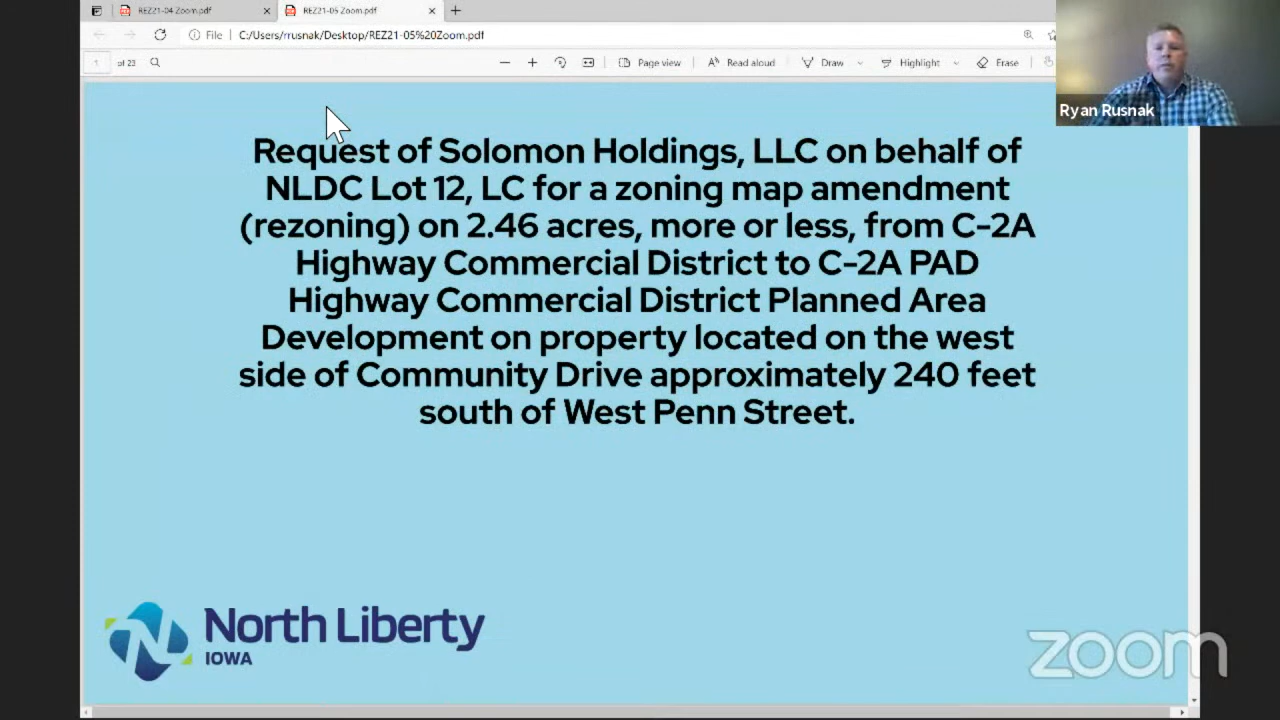 REZ21-04 Zoom.pdf
REZ21-05 Zoom.pdf
File
C:/Users/rrusnak/Desktop/REZ21-05%20Zoom.pdf
1 of 23
Page view
Read aloud
Draw
Highlight
Erase
Ryan Rusnak
Request of Solomon Holdings, LLC on behalf of
NLDC Lot 12, LC for a zoning map amendment
(rezoning) on 2.46 acres, more or less, from C-2A
Highway Commercial District to C-2A PAD
Highway Commercial District Planned Area
Development on property located on the west
side of Community Drive approximately 240 feet
south of West Penn Street.
North Liberty
IOWA
zoom